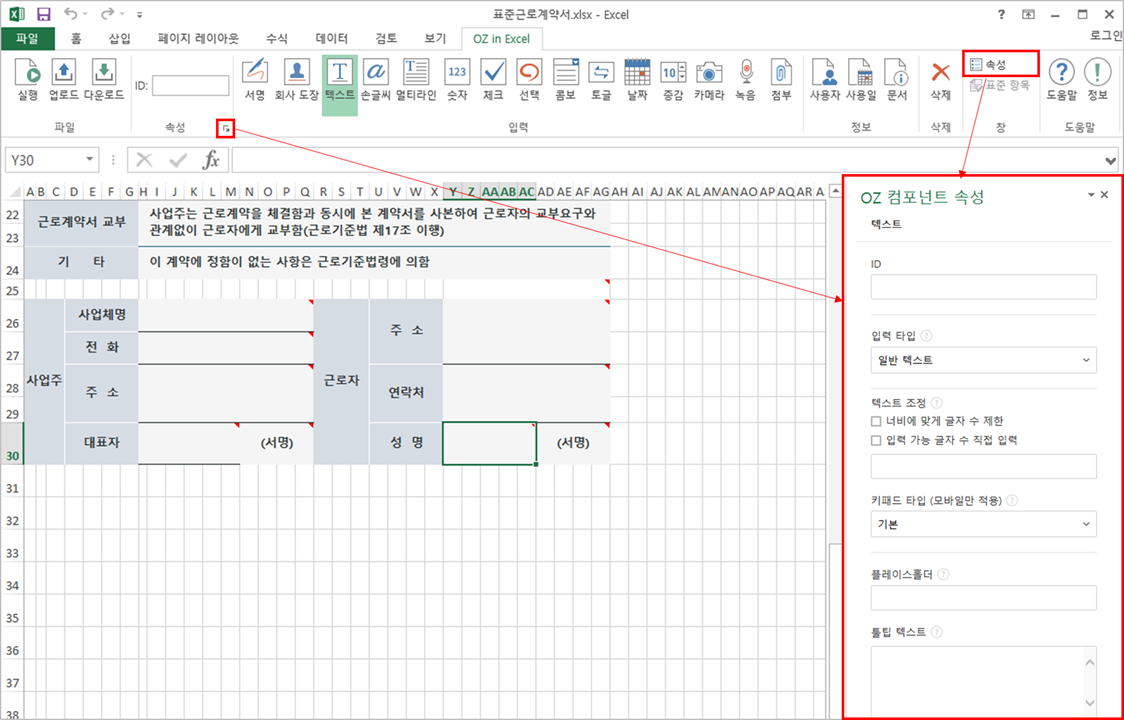 표준근로계약서.xlsx - Excel
파일 홈 삽입 페이지 레이아웃 수식 데이터 검토 보기 OZ in Excel 로그인
ID:
실행 업로드 다운로드 서명 회사 도장 텍스트 손글씨 멀티라인 숫자 체크 선택 콤보 토글 날짜 증감 카메라 녹음 첨부 사용자 사용일 문서 삭제 속성 표준 항목 도움말 정보
파일 속성 입력 정보 삭제 창 도움말
Y30
fx
A B C D E F G H I J K L M N O P Q R S T U V W X Y Z AA AB AC AD AE AF AG AH AI AJ AK AL AM AN AO AP AQ AR A
22
23
근로계약서 교부
사업주는 근로계약을 체결함과 동시에 본 계약서를 사본하여 근로자의 교부요구와
관계없이 근로자에게 교부함(근로기준법 제17조 이행)
24 기 타 이 계약에 정함이 없는 사항은 근로기준법령에 의함
25
26 사업체명 주 소
27 전 화
사업주 근로자
28 주 소 연락처
29
30 대표자 (서명) 성 명 (서명)
31
32
33
34
35
36
37
38
OZ 컴포넌트 속성
텍스트
ID
입력 타입 ?
일반 텍스트
텍스트 조정 ?
너비에 맞게 글자 수 제한
입력 가능 글자 수 직접 입력
키패드 타입 (모바일만 적용) ?
기본
플레이스홀더 ?
툴팁 텍스트 ?